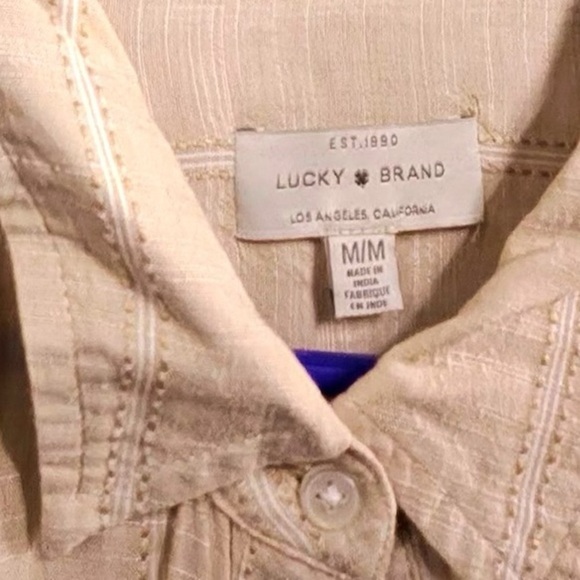 EST.1990
LUCKY BRAND
LOS ANGELES, CALIFORNIA
M/M
MADE IN
INDIA
FABRIQUE
EN INDE